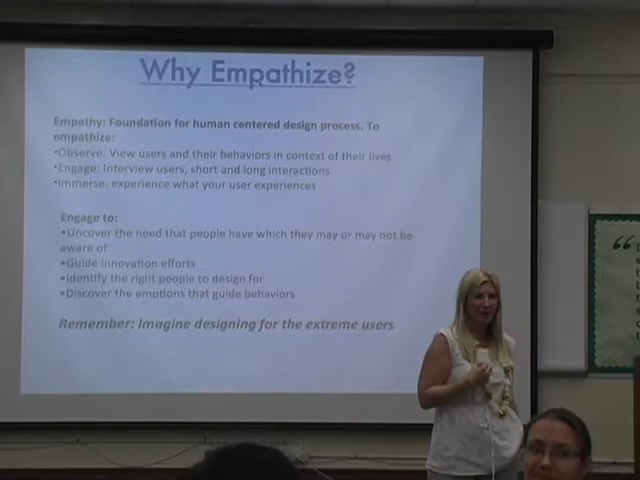 Why Empathize?
Empathy: Foundation for human centered design process. To
empathize:
•Observe: View users and their behaviors in context of their lives
•Engage: Interview users, short and long interactions
•Immerse: experience what your user experiences
Engage to:
•Uncover the need that people have which they may or may not be
aware of
•Guide innovation efforts
•Identify the right people to design for
•Discover the emotions that guide behaviors
Remember: Imagine designing for the extreme users